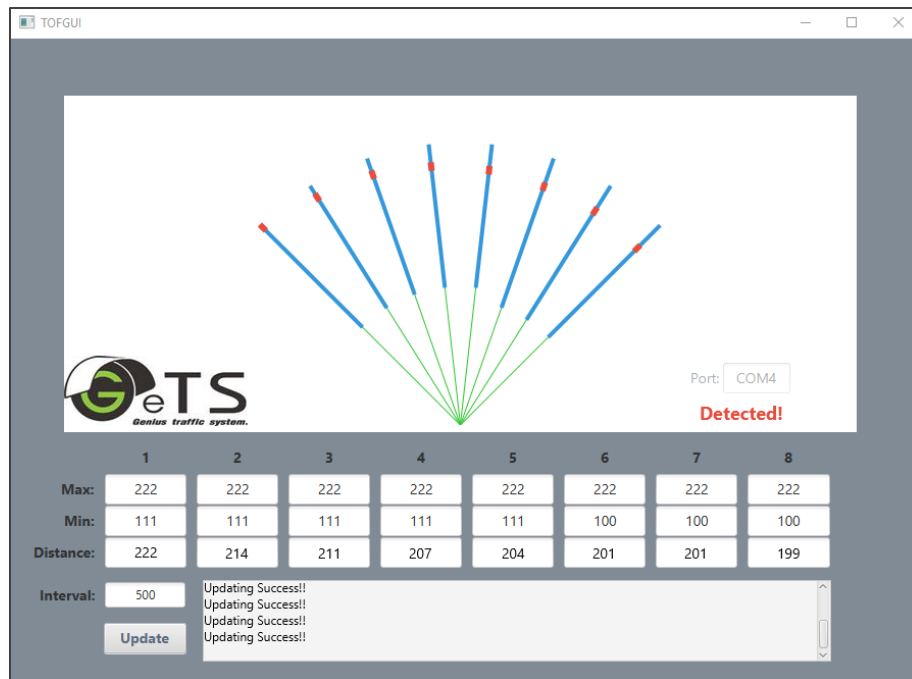 TOFGUI
GeTS
Genius traffic system.
Port: COM4
Detected!
1 2 3 4 5 6 7 8
Max: 222 222 222 222 222 222 222 222
Min: 111 111 111 111 111 100 100 100
Distance: 222 214 211 207 204 201 201 199
Interval: 500
Updating Success!!
Updating Success!!
Updating Success!!
Updating Success!!
Update